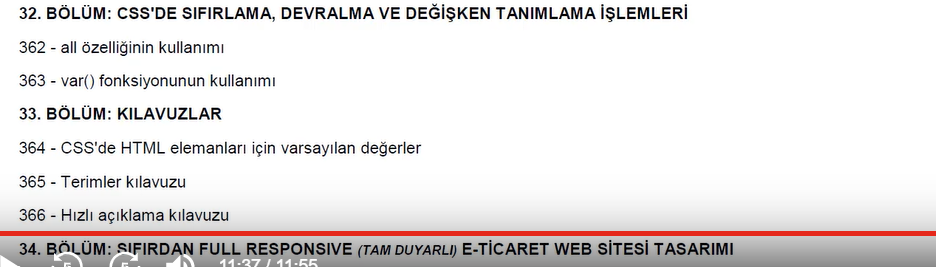 32. BÖLÜM: CSS'DE SIFIRLAMA, DEVRALMA VE DEĞİŞKEN TANIMLAMA İŞLEMLERİ
362 - all özelliğinin kullanımı
363 - var() fonksiyonunun kullanımı
33. BÖLÜM: KILAVUZLAR
364 - CSS'de HTML elemanları için varsayılan değerler
365 - Terimler kılavuzu
366 - Hızlı açıklama kılavuzu
34. BÖLÜM: SIFIRDAN FULL RESPONSIVE (TAM DUYARLI) E-TİCARET WEB SİTESİ TASARIMI
5 5 11:37 / 11:55